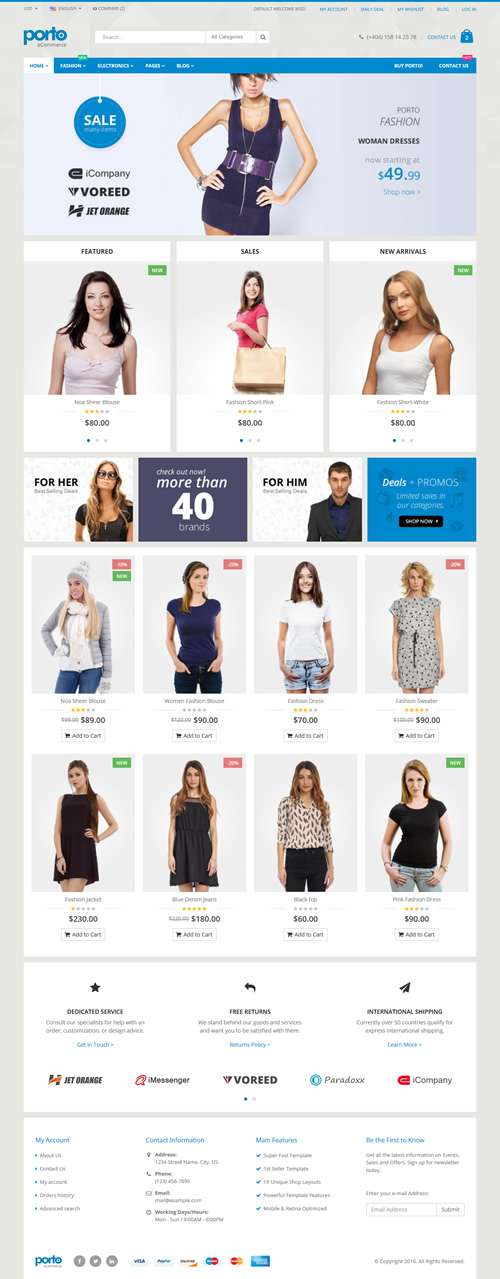 USD ENGLISH COMPARE (2) DEFAULT WELCOME MSG! MY ACCOUNT DAILY DEAL MY WISHLIST BLOG LOG IN
porto
eCommerce
Search... All Categories
(+404) 158 14 25 78 CONTACT US 2
NEW HOT
HOME FASHION ELECTRONICS PAGES BLOG BUY PORTO! CONTACT US
SALE
many items
iCompany
VOREED
JET ORANGE
PORTO
FASHION
WOMAN DRESSES
now starting at
$49.99
Shop now >
FEATURED SALES NEW ARRIVALS
NEW NEW
Noa Sheer Blouse Fashion Short-Pink Fashion Short-White
$80.00 $80.00 $80.00
FOR HER
Best Selling Deals
check out now!
more than
40
brands
FOR HIM
Best Selling Deals
Deals + PROMOS
Limited sales in
our categories.
SHOP NOW
-10% -25% -20%
NEW
Noa Sheer Blouse Women Fashion-Blouse Fashion Dress Fashion Sweater
$99.00 $89.00 $120.00 $90.00 $70.00 $100.00 $90.00
Add to Cart Add to Cart Add to Cart Add to Cart
NEW -20% NEW
Fashion Jacket Blue Denim Jeans Black top Pink Fashion Dress
$230.00 $220.00 $180.00 $60.00 $90.00
Add to Cart Add to Cart Add to Cart Add to Cart
DEDICATED SERVICE FREE RETURNS INTERNATIONAL SHIPPING
Consult our specialists for help with an We stand behind our goods and services Currently over 50 countries qualify for
order, customization, or design advice. and want you to be satisfied with them. express international shipping.
Get in Touch > Returns Policy > Learn More >
JET ORANGE iMessenger VOREED Paradoxx iCompany
My Account
About Us
Contact Us
My account
Orders history
Advanced search
Contact Information
Address:
1234 Street Name, City, US
Phone:
(123) 456-7890
Email:
mail@example.com
Working Days/Hours:
Mon - Sun / 9:00AM - 8:00PM
Main Features
Super Fast Template
1st Seller Template
19 Unique Shop Layouts
Powerful Template Features
Mobile & Retina Optimized
Be the First to Know
Get all the latest information on Events,
Sales and Offers. Sign up for newsletter
today.
Enter your e-mail Address:
Email Address Submit
porto
eCommerce
VISA PayPal DISCOVER
© Copyright 2016. All Rights Reserved.